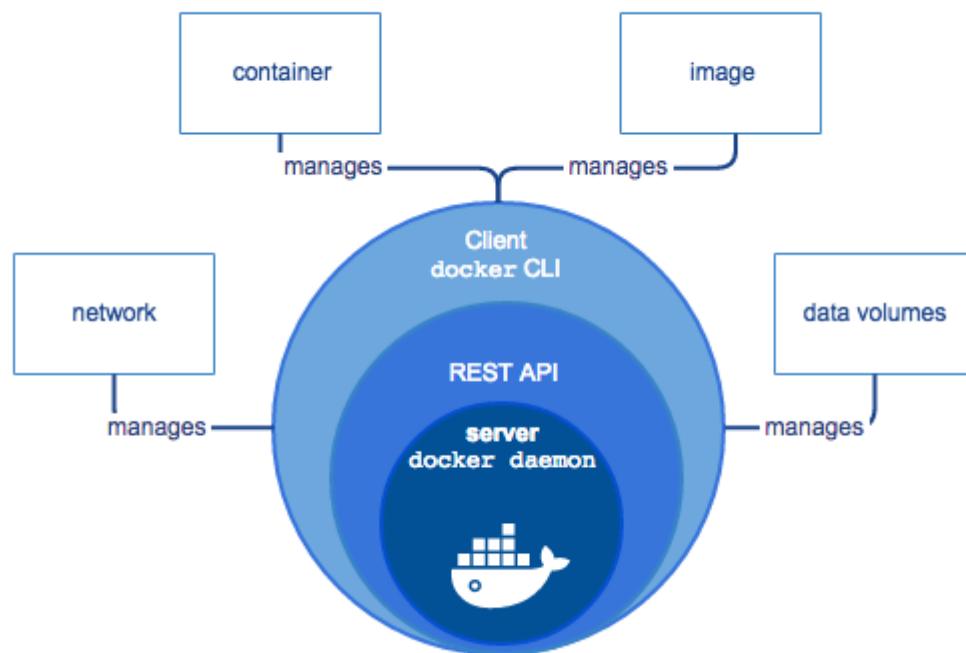 container
image
manages
manages
Client
docker CLI
network
data volumes
REST API
manages
manages
server
docker daemon